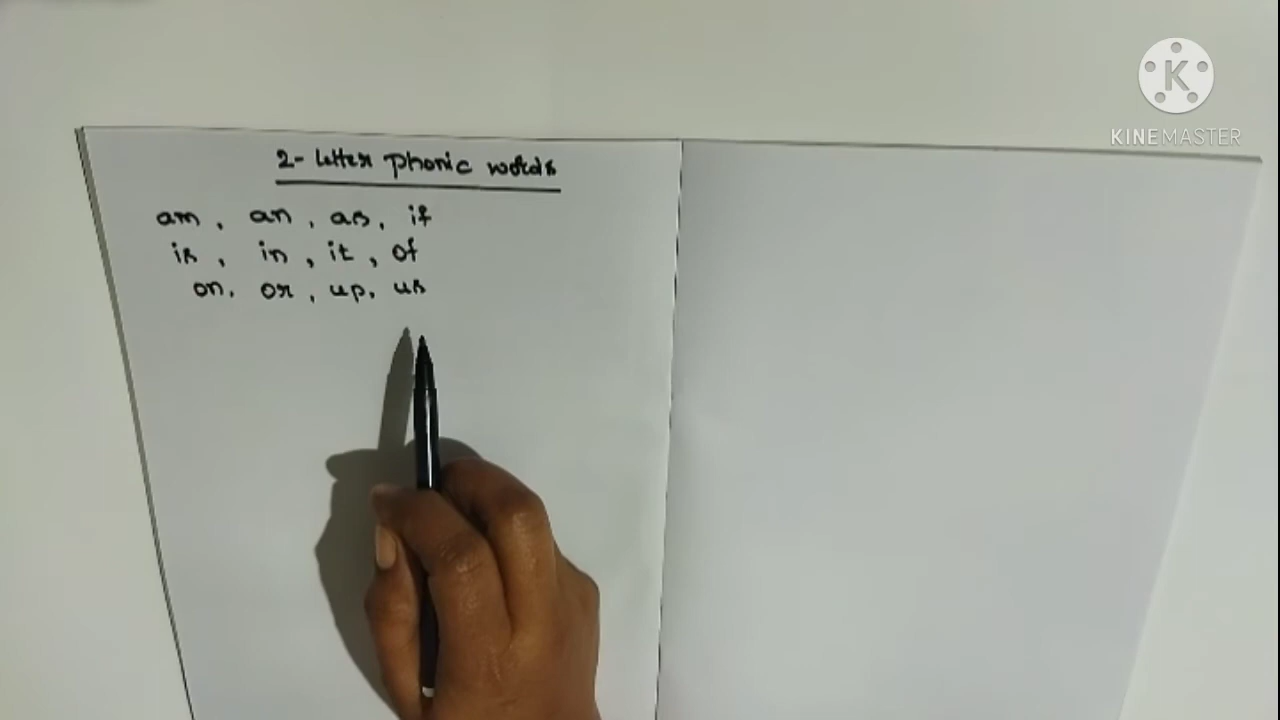 2- letter phonic words
am, an, as, if
is, in, it, of
on, or, up, us
K
KINEMASTER